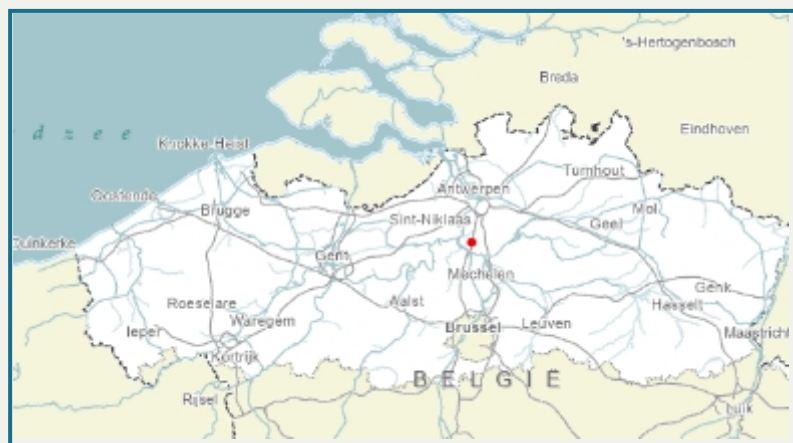 's-Hertogenbosch
Breda
d z e e
Eindhoven
Knokke-Heist
Turnhout
Antwerpen
Oostende
Brugge
Sint-Niklaas
Mol
Geel
Duinkerke
Gent
Mechelen
Genk
Roeselare
Aalst
Hasselt
Waregem
Ieper
Brussel
Leuven
Maastricht
Kortrijk
BELGIË
Rijsel
Luik